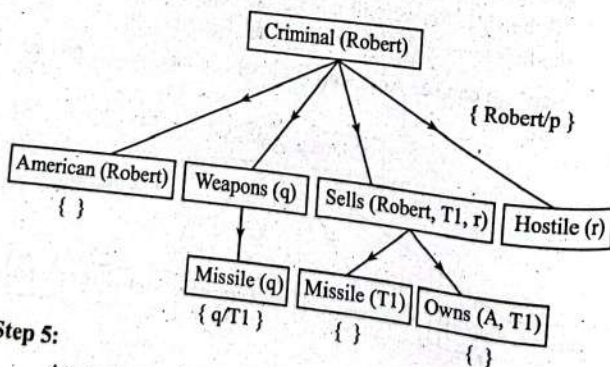 Criminal (Robert)
{ Robert/p }
American (Robert)
Weapons (q)
Sells (Robert, T1, r)
Hostile (r)
{ }
Missile (q)
Missile (T1)
Owns (A, T1)
{ q/T1 }
{ }
{ }
Step 5: